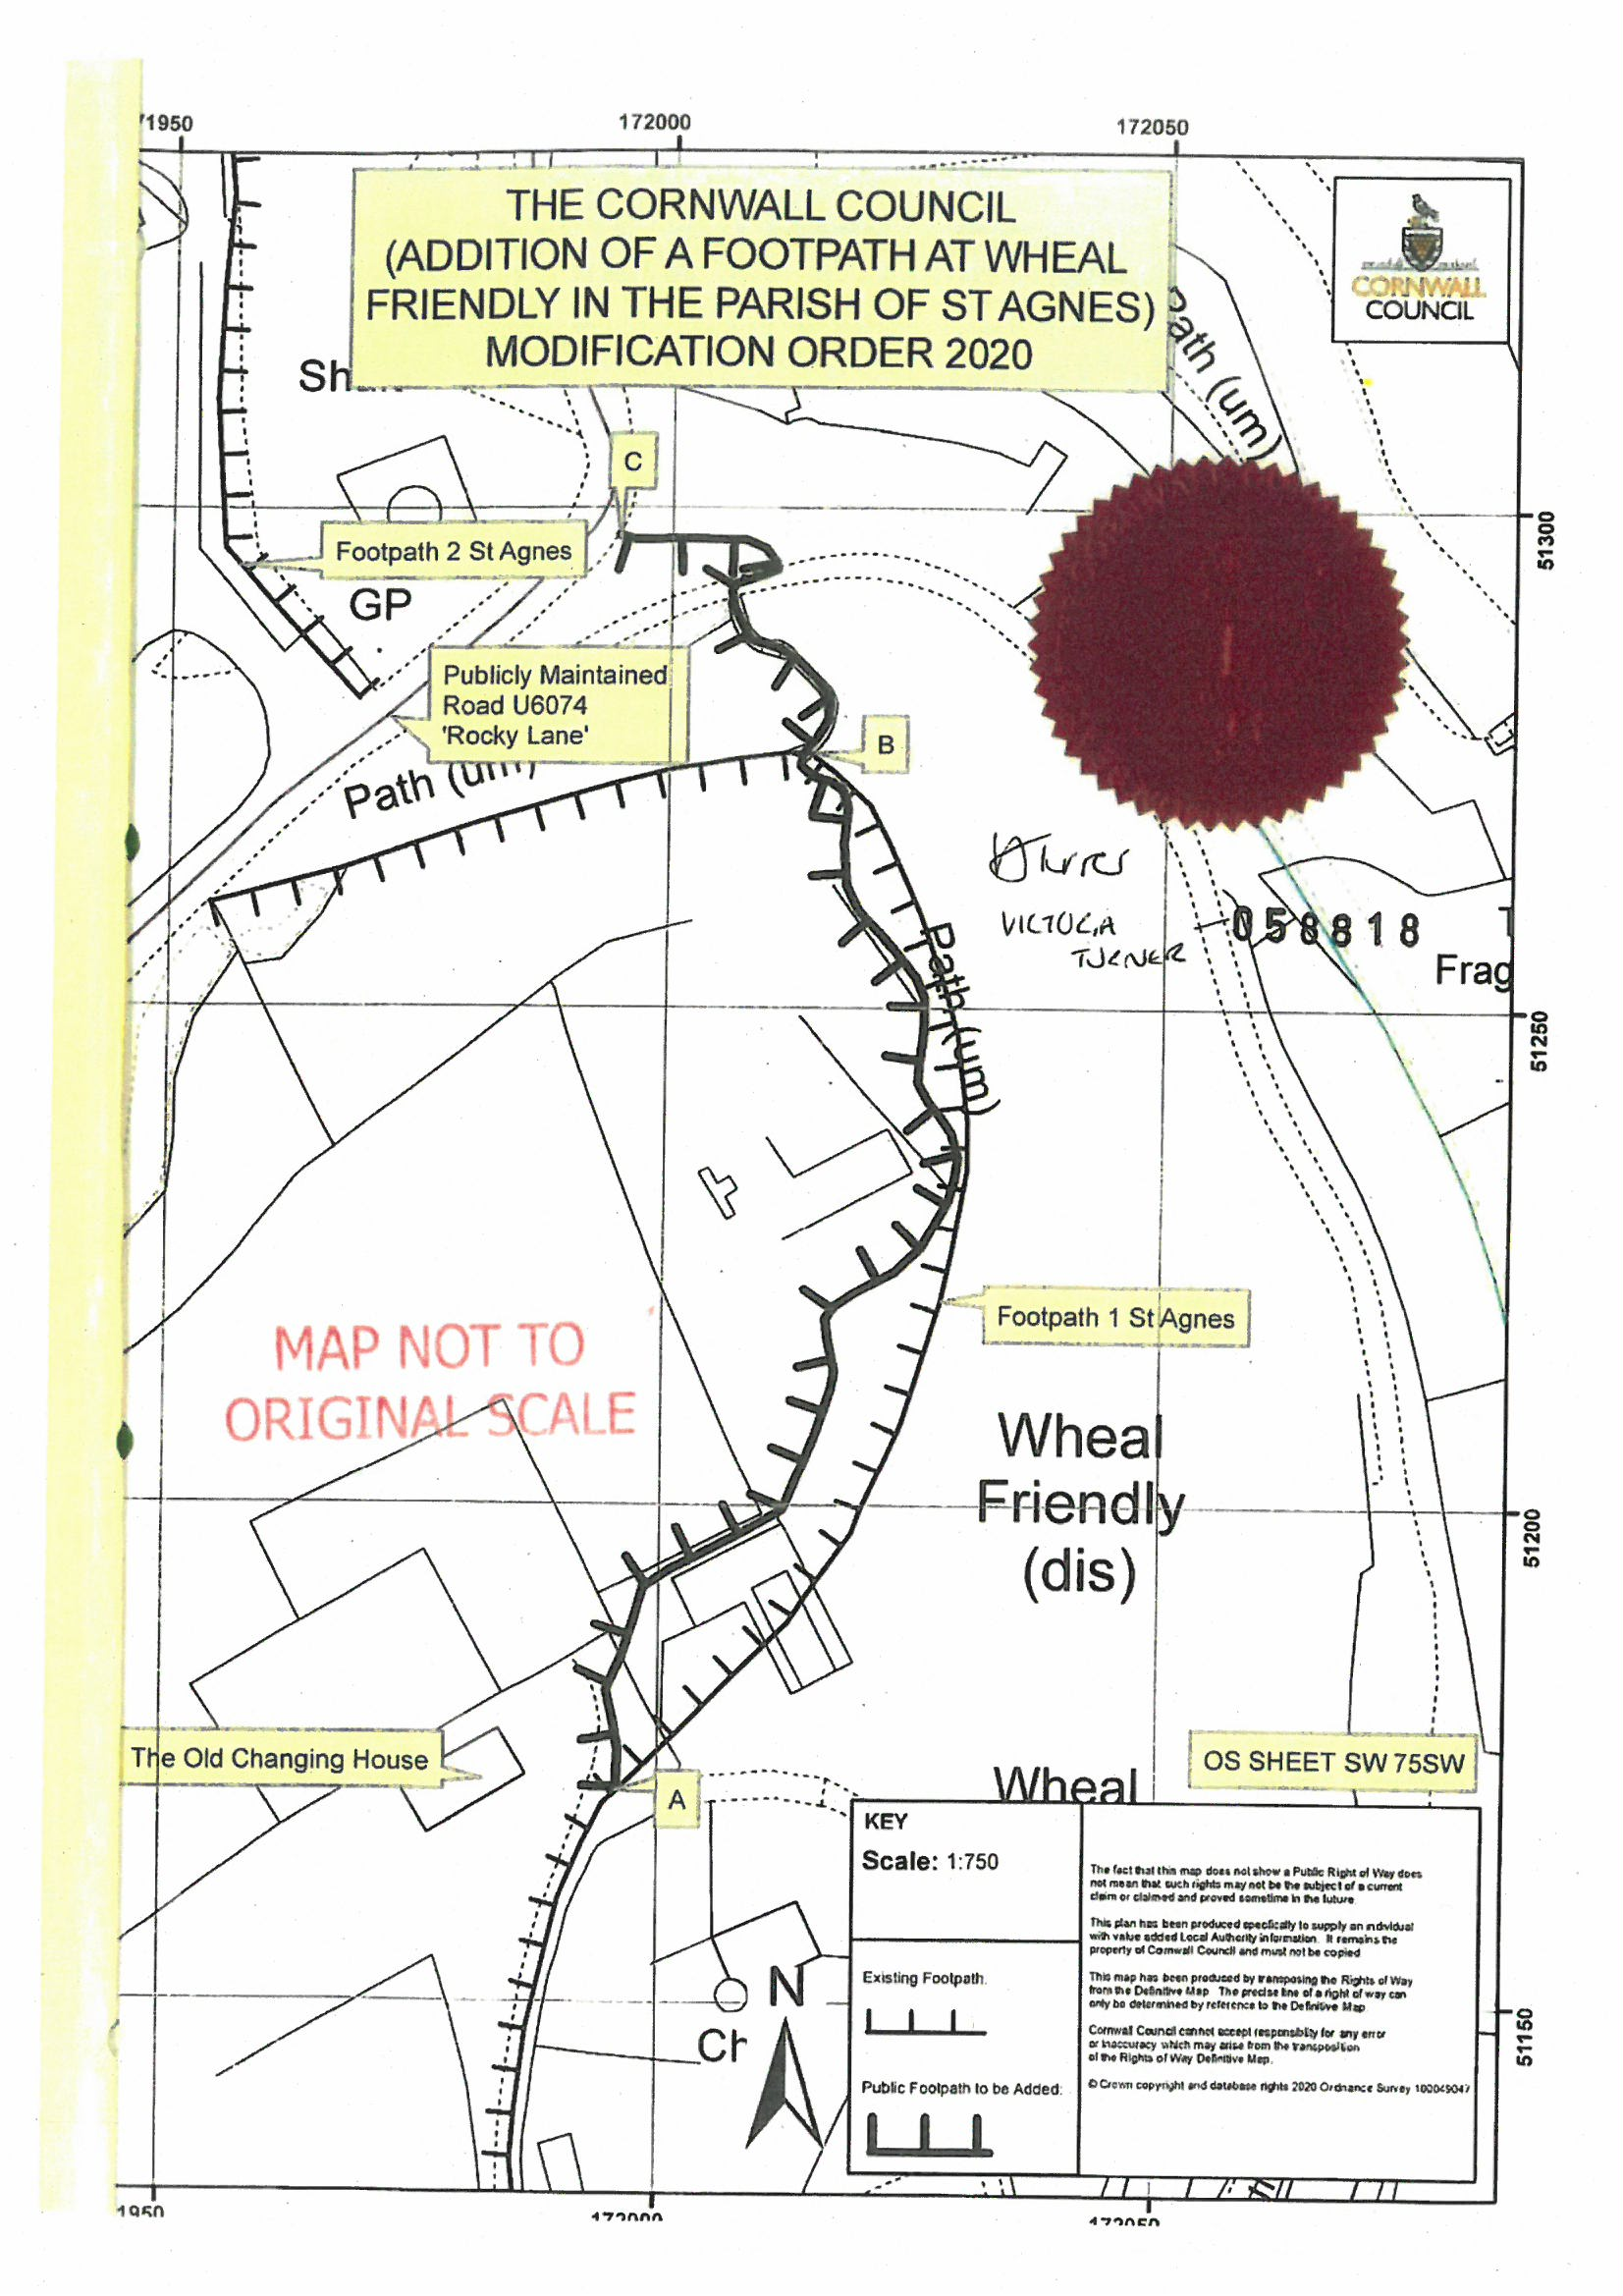 172000
172050
THE CORNWALL COUNCIL
(ADDITION OF A FOOTPATH AT WHEAL
FRIENDLY IN THE PARISH OF ST AGNES)
MODIFICATION ORDER 2020
CORNWALL
COUNCIL
Path (um)
Sh
C
51300
Footpath 2 St Agnes
GP
Publicly Maintained
Road U6074
'Rocky Lane'
B
Path (um)
VICTORIA
TURNER
058818
Frag
Path (um)
51250
Footpath 1 St Agnes
MAP NOT TO
ORIGINAL SCALE
Wheal
Friendly
(dis)
51200
The Old Changing House
OS SHEET SW 75SW
A
Wheal
KEY
Scale: 1:750
The fact that this map does not show a Public Right of Way does
not mean that such rights may not be the subject of a current
claim or claimed and proved sometime in the future.
This plan has been produced specifically to supply an individual
with value added Local Authority information. It remains the
property of Cornwall Council and must not be copied
Existing Footpath.
This map has been produced by transposing the Rights of Way
from the Definitive Map. The precise line of a right of way can
only be determined by reference to the Definitive Map
Cornwall Council cannot accept responsibility for any error
or inaccuracy which may arise from the transposition
of the Rights of Way Definitive Map.
Public Footpath to be Added:
© Crown copyright and database rights 2020 Ordnance Survey 100049047
N
51150